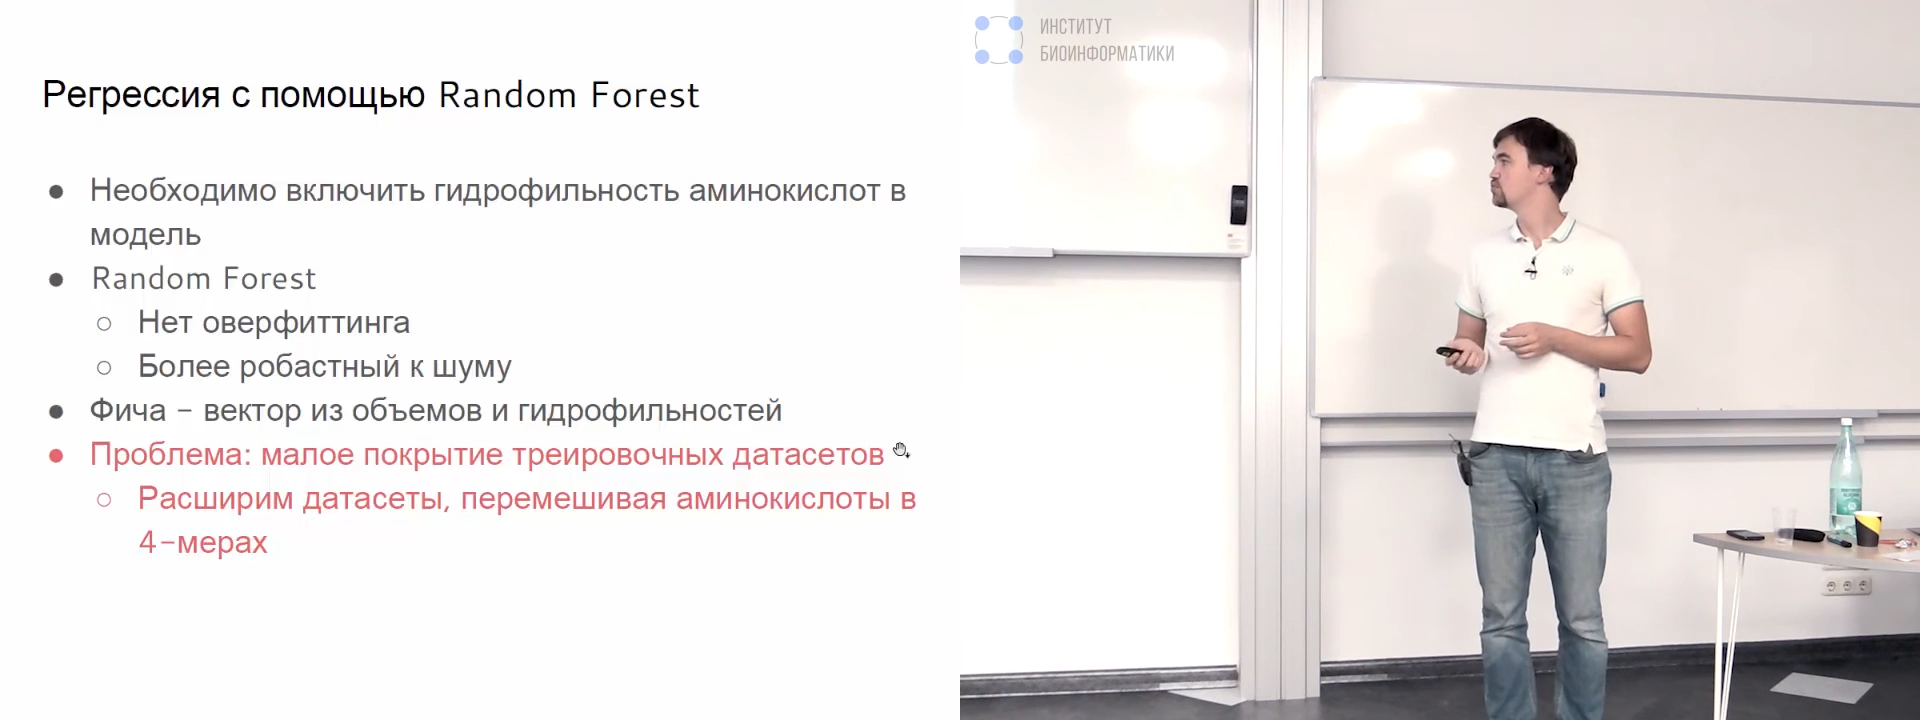 Регрессия с помощью Random Forest
● Необходимо включить гидрофильность аминокислот в
модель
● Random Forest
○ Нет оверфиттинга
○ Более робастный к шуму
● Фича - вектор из объемов и гидрофильностей
● Проблема: малое покрытие треировочных датасетов
○ Расширим датасеты, перемешивая аминокислоты в
4-мерах
ИНСТИТУТ
БИОИНФОРМАТИКИ